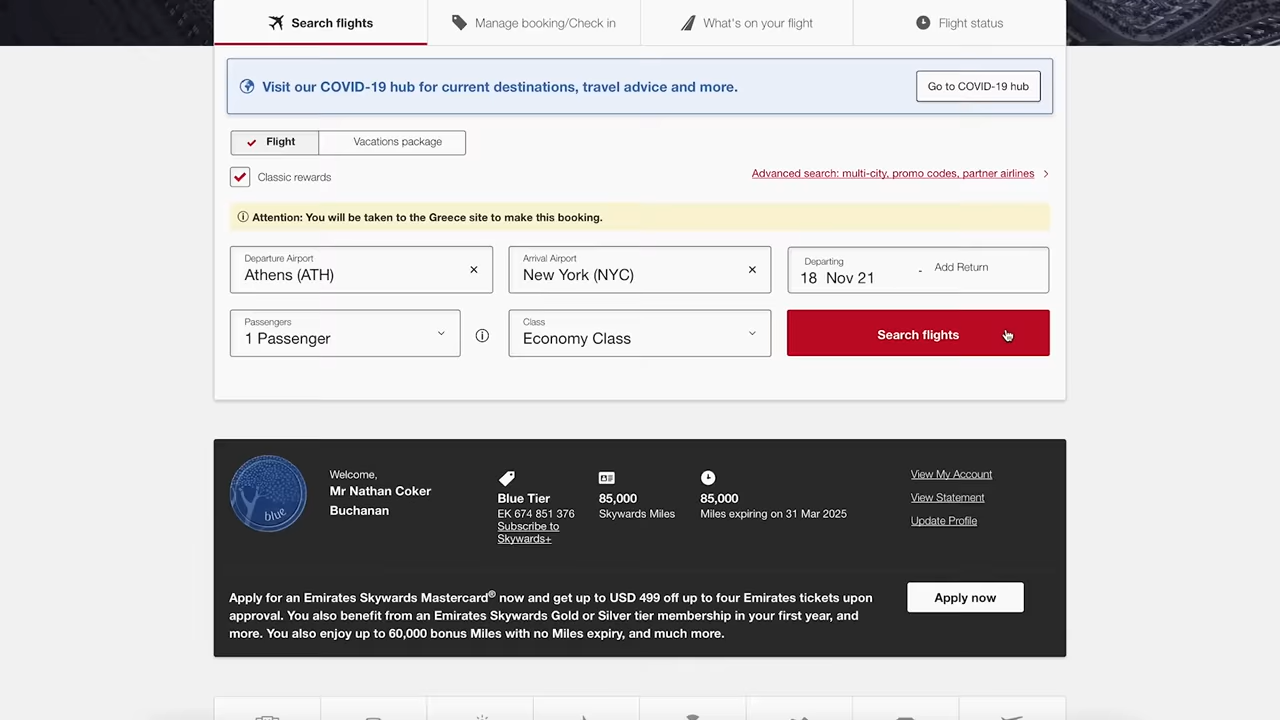 Search flights
Manage booking/Check in
What's on your flight
Flight status
Visit our COVID-19 hub for current destinations, travel advice and more.
Go to COVID-19 hub
Flight
Vacations package
Classic rewards
Advanced search: multi-city, promo codes, partner airlines
Attention: You will be taken to the Greece site to make this booking.
Departure Airport
Athens (ATH)
Arrival Airport
New York (NYC)
Departing
18 Nov 21
-
Add Return
Passengers
1 Passenger
Class
Economy Class
Search flights
blue
Welcome,
Mr Nathan Coker
Buchanan
Blue Tier
EK 674 851 376
Subscribe to
Skywards+
85,000
Skywards Miles
85,000
Miles expiring on 31 Mar 2025
View My Account
View Statement
Update Profile
Apply for an Emirates Skywards Mastercard® now and get up to USD 499 off up to four Emirates tickets upon
approval. You also benefit from an Emirates Skywards Gold or Silver tier membership in your first year, and
more. You also enjoy up to 60,000 bonus Miles with no Miles expiry, and much more.
Apply now